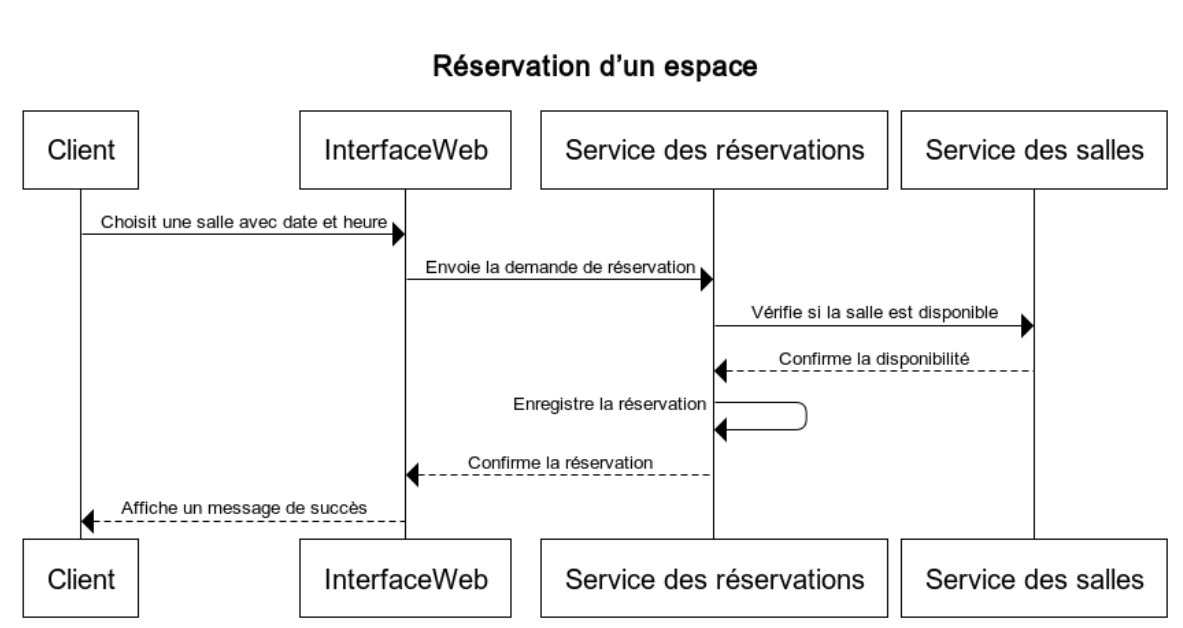 Réservation d’un espace
Client
InterfaceWeb
Service des réservations
Service des salles
Choisit une salle avec date et heure
Envoie la demande de réservation
Vérifie si la salle est disponible
Confirme la disponibilité
Enregistre la réservation
Confirme la réservation
Affiche un message de succès
Client
InterfaceWeb
Service des réservations
Service des salles